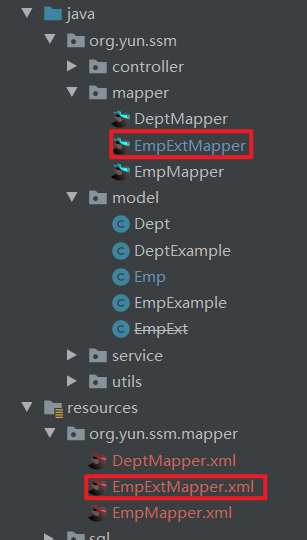 java
org.yun.ssm
controller
mapper
DeptMapper
EmpExtMapper
EmpMapper
model
Dept
DeptExample
Emp
EmpExample
EmpExt
service
utils
resources
org.yun.ssm.mapper
DeptMapper.xml
EmpExtMapper.xml
EmpMapper.xml
sql